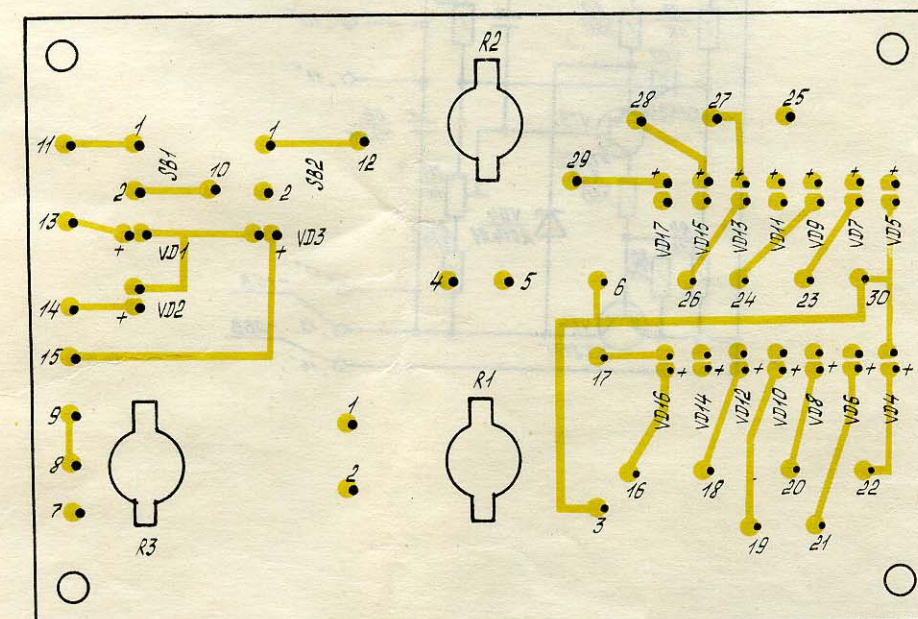 R2
28 27 25
11 1 1 12
SB1 SB2
29
2 10 2
+ + + + + + +
13
+ VD1 + VD3
VD17 VD15 VD13 VD11 VD9 VD7 VD5
4 5 6 26 24 23 30
14 + VD2
15
17
+ + + + + + +
R1
VD16 VD14 VD12 VD10 VD8 VD6 VD4
9 1
8 2
16 18 20 22
7
3
19 21
R3